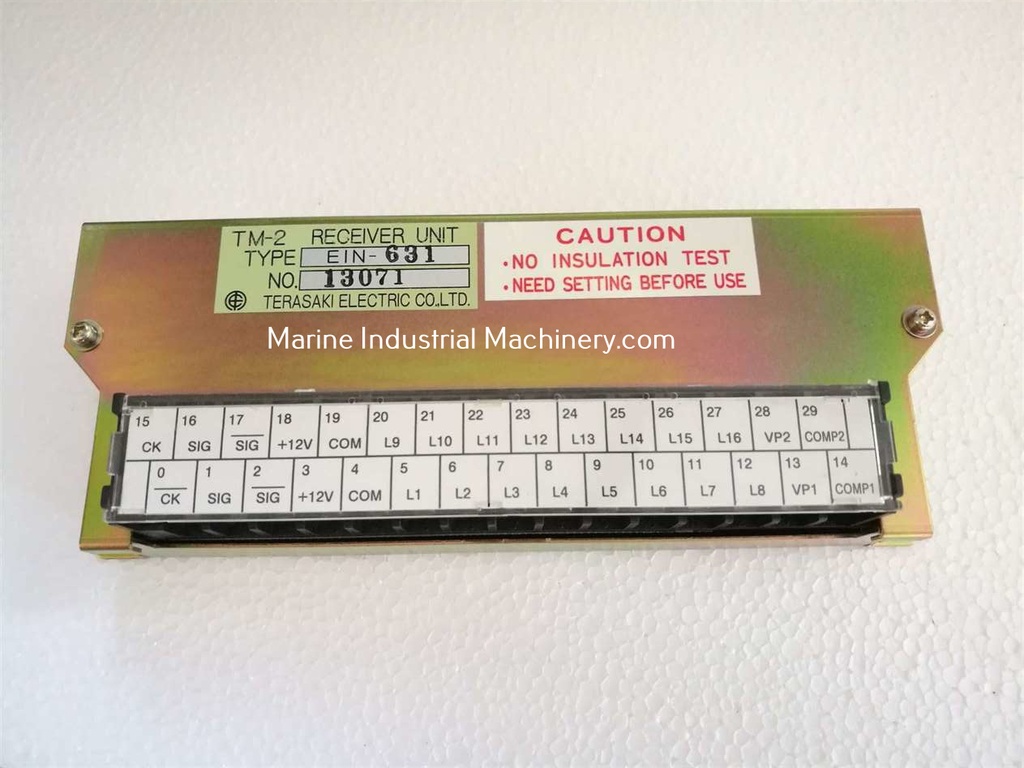 TM-2 RECEIVER UNIT
TYPE EIN-631
NO. 13071
TERASAKI ELECTRIC CO.,LTD.
CAUTION
•NO INSULATION TEST
•NEED SETTING BEFORE USE
Marine Industrial Machinery.com
15 16 17 18 19 20 21 22 23 24 25 26 27 28 29
CK SIG SIG +12V COM L9 L10 L11 L12 L13 L14 L15 L16 VP2 COMP2
0 1 2 3 4 5 6 7 8 9 10 11 12 13 14
CK SIG SIG +12V COM L1 L2 L3 L4 L5 L6 L7 L8 VP1 COMP1